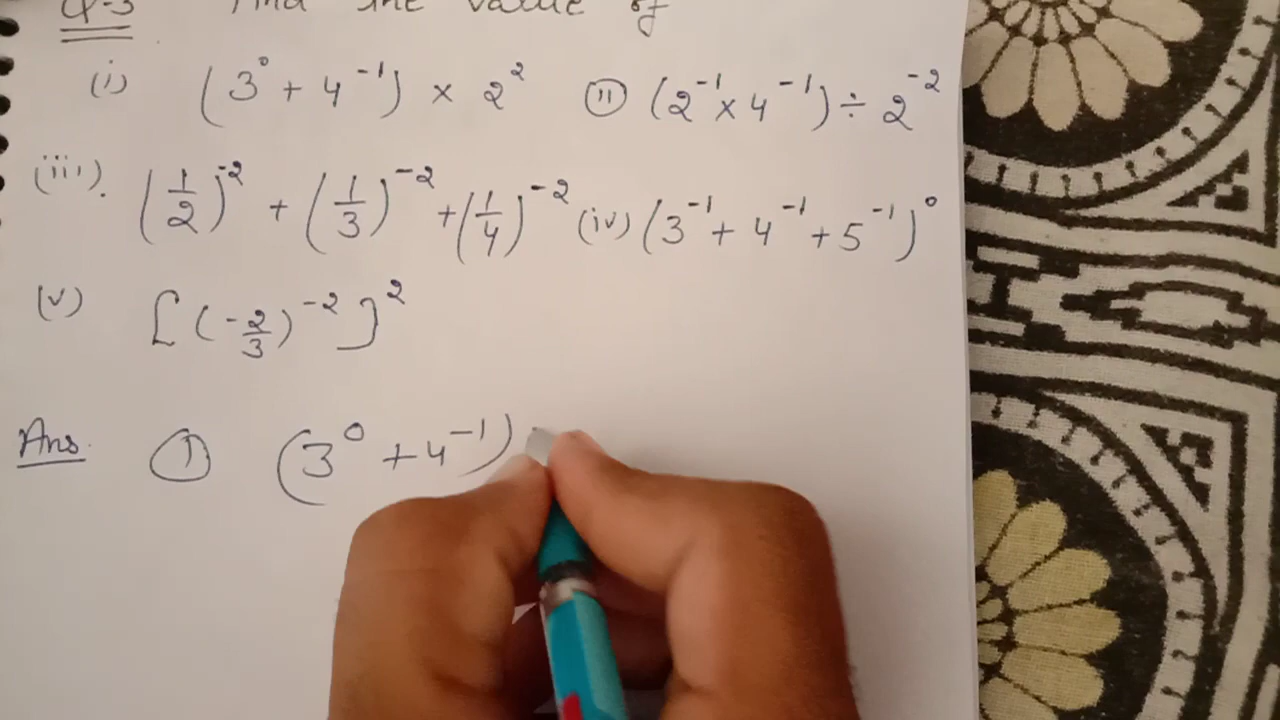 Q-3 Find the value of
(i) (3⁰ + 4⁻¹) × 2² (ii) (2⁻¹ × 4⁻¹) ÷ 2⁻²
(iii). (1/2)⁻² + (1/3)⁻² + (1/4)⁻² (iv) (3⁻¹ + 4⁻¹ + 5⁻¹)⁰
(v) [(-2/3)⁻²]²
Ans. (1) (3⁰ + 4⁻¹)